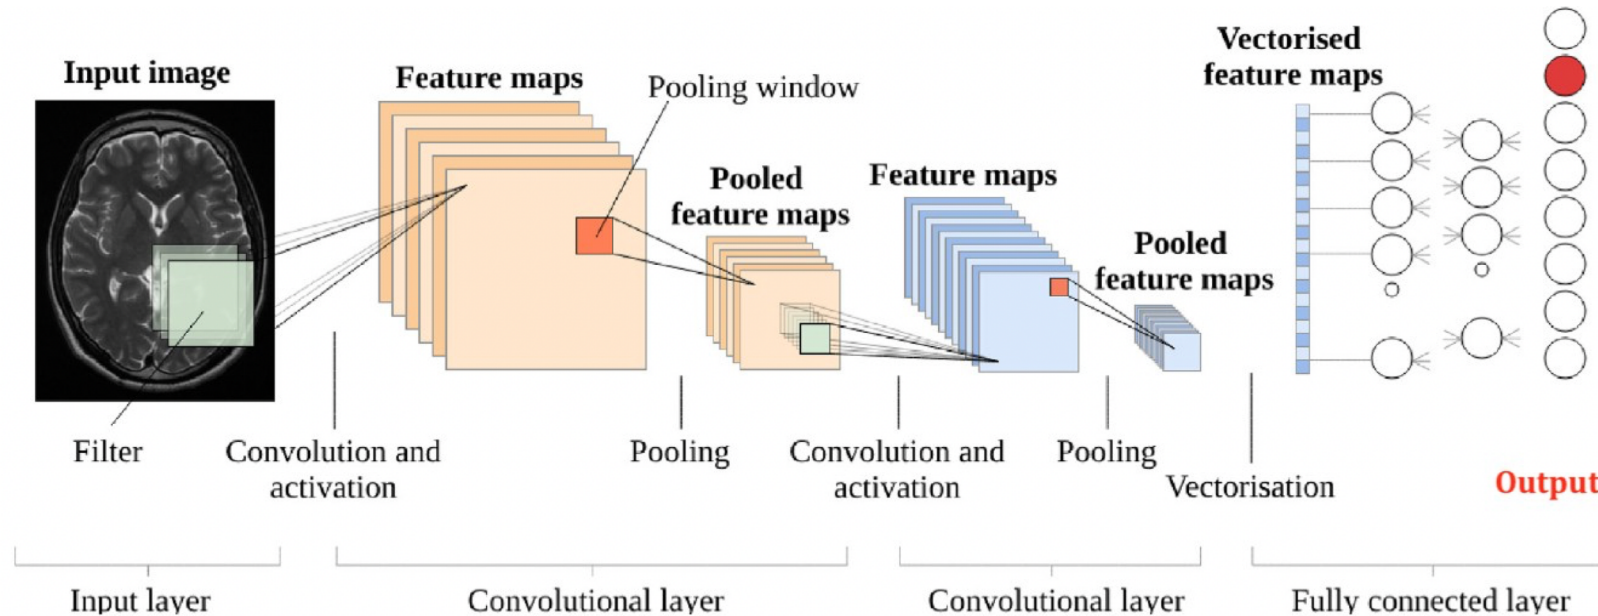 Input image
Feature maps
Pooling window
Pooled
feature maps
Feature maps
Pooled
feature maps
Vectorised
feature maps
Filter
Convolution and
activation
Pooling
Convolution and
activation
Pooling
Vectorisation
Output
Input layer
Convolutional layer
Convolutional layer
Fully connected layer